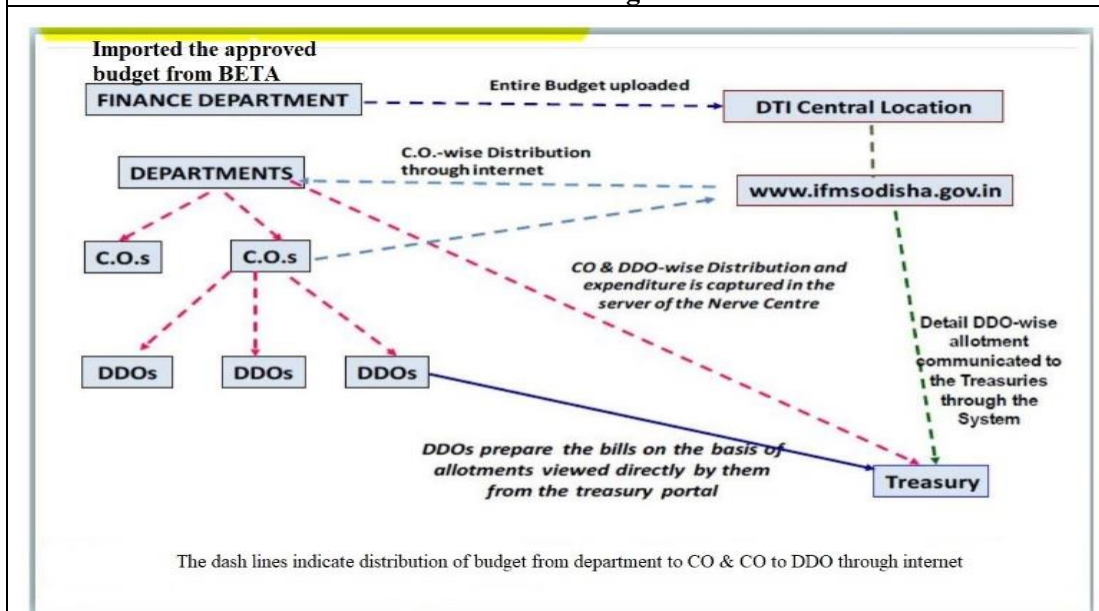 Imported the approved
budget from BETA
FINANCE DEPARTMENT
Entire Budget uploaded
DTI Central Location
C.O.-wise Distribution
through internet
DEPARTMENTS
www.ifmsodisha.gov.in
C.O.s
C.O.s
CO & DDO-wise Distribution and
expenditure is captured in the
server of the Nerve Centre
Detail DDO-wise
allotment
communicated to
the Treasuries
through the
System
DDOs
DDOs
DDOs
DDOs prepare the bills on the basis of
allotments viewed directly by them
from the treasury portal
Treasury
The dash lines indicate distribution of budget from department to CO & CO to DDO through internet